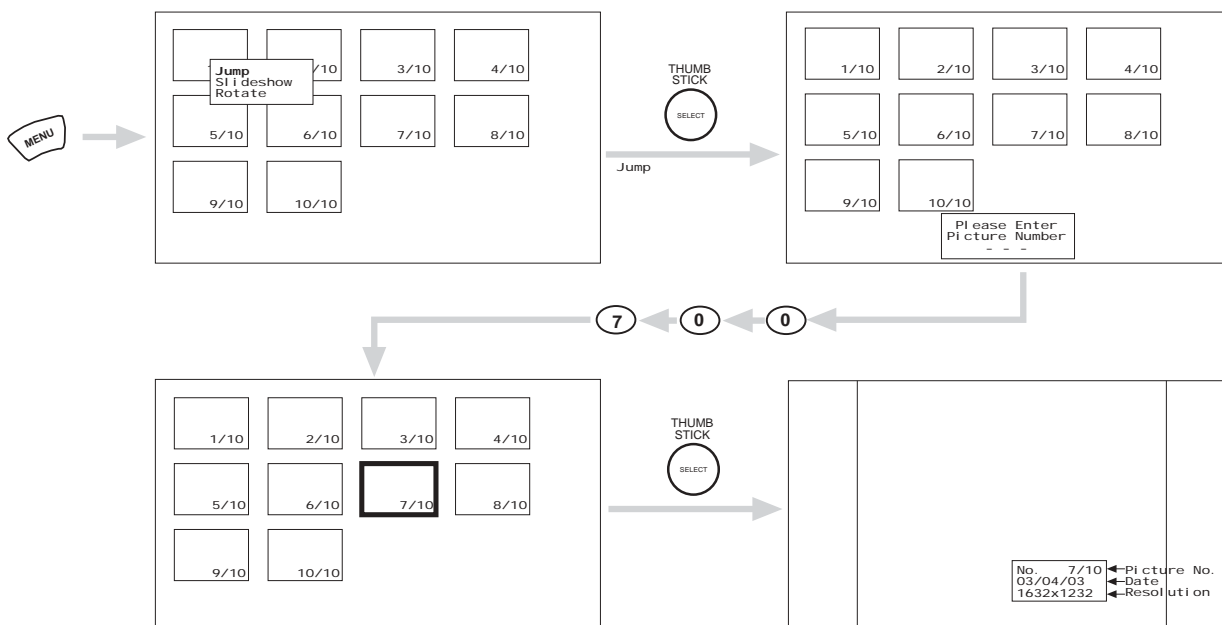 MENU
/10
3/10
4/10
Jump
Slideshow
Rotate
5/10
6/10
7/10
8/10
9/10
10/10
THUMB
STICK
SELECT
Jump
1/10
2/10
3/10
4/10
5/10
6/10
7/10
8/10
9/10
10/10
Please Enter
Picture Number
- - -
7 0 0
1/10
2/10
3/10
4/10
5/10
6/10
7/10
8/10
9/10
10/10
THUMB
STICK
SELECT
No. 7/10 Picture No.
03/04/03 Date
1632x1232 Resolution